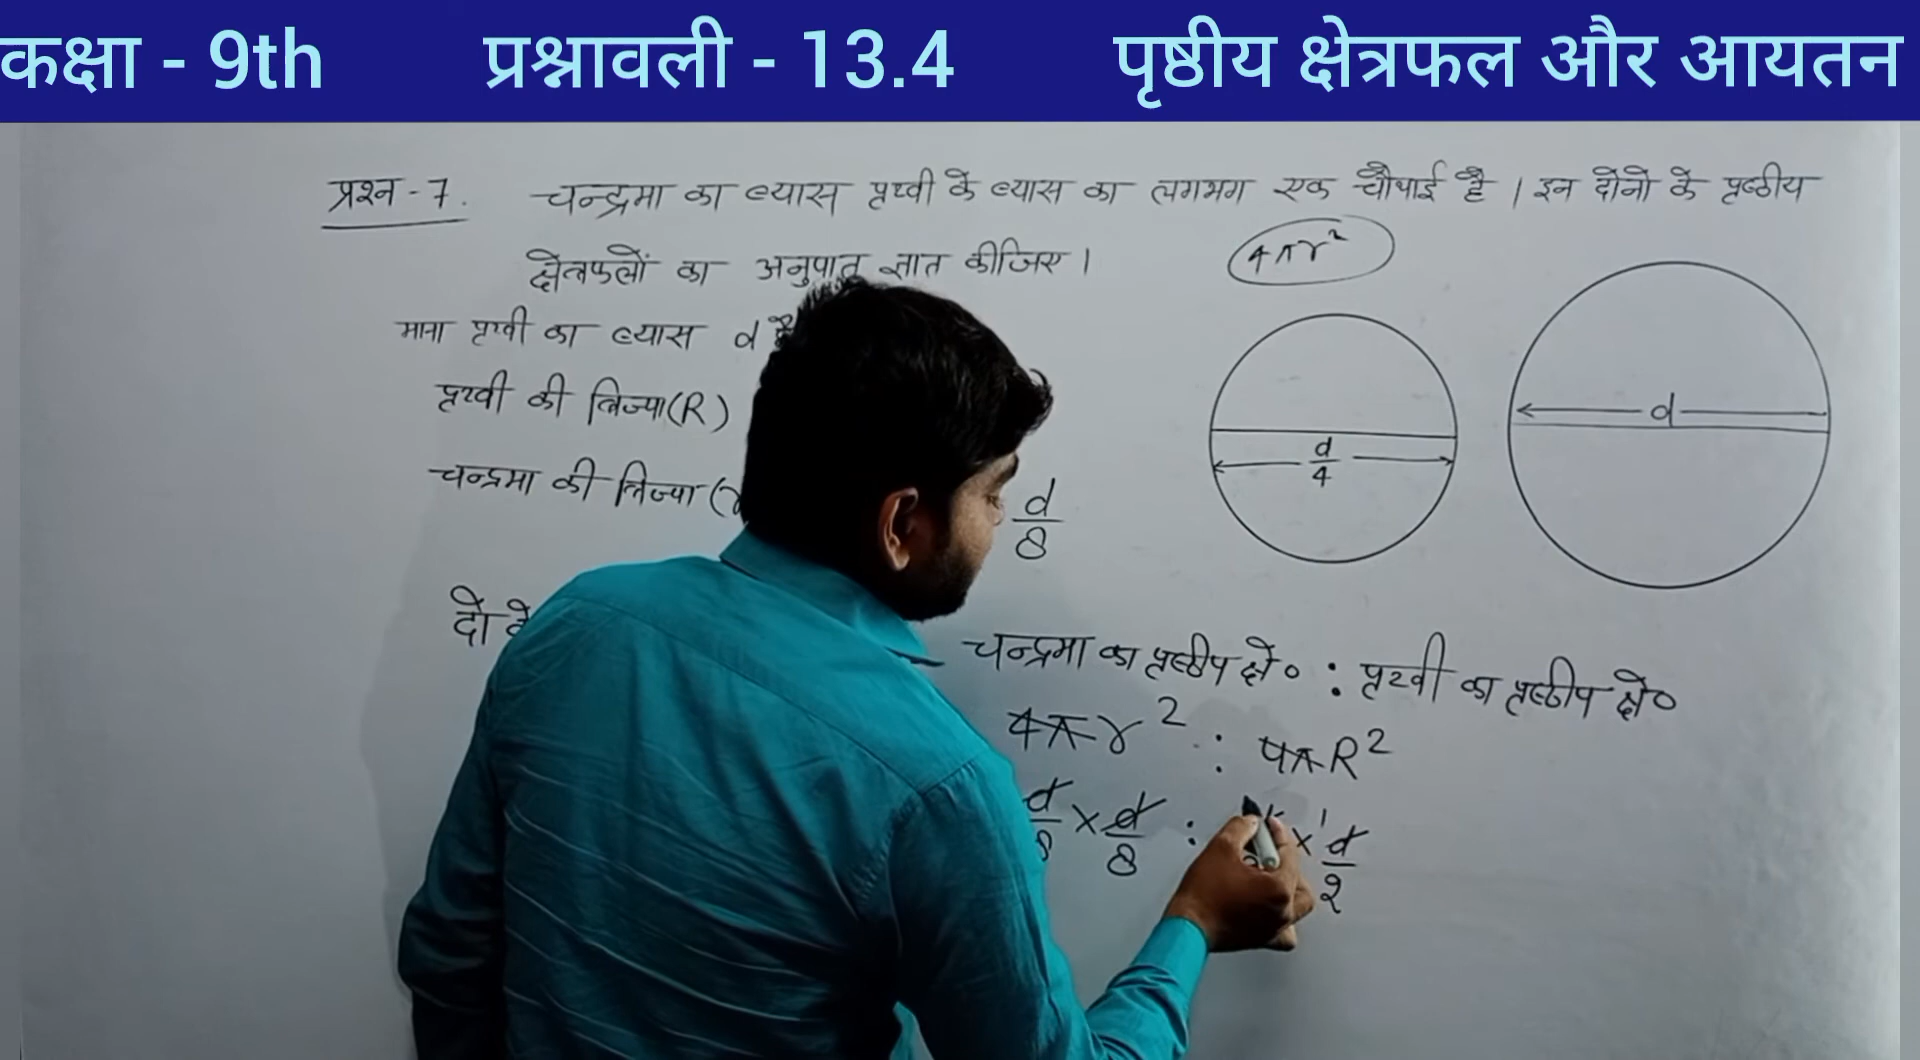 कक्षा - 9th प्रश्नावली - 13.4 पृष्ठीय क्षेत्रफल और आयतन
प्रश्न - 7. चन्द्रमा का व्यास पृथ्वी के व्यास का लगभग एक चौथाई है । इन दोनो के पृष्ठीय
क्षेत्रफलों का अनुपात ज्ञात कीजिए ।
4πr²
माना पृथ्वी का व्यास d है
पृथ्वी की त्रिज्या (R)
चन्द्रमा की त्रिज्या (r d/8
d/4
d
दो के
चन्द्रमा का पृष्ठीय क्षे० : पृथ्वी का पृष्ठीय क्षे०
4πr² : 4πR²
d/8 × d/8 : × d/2